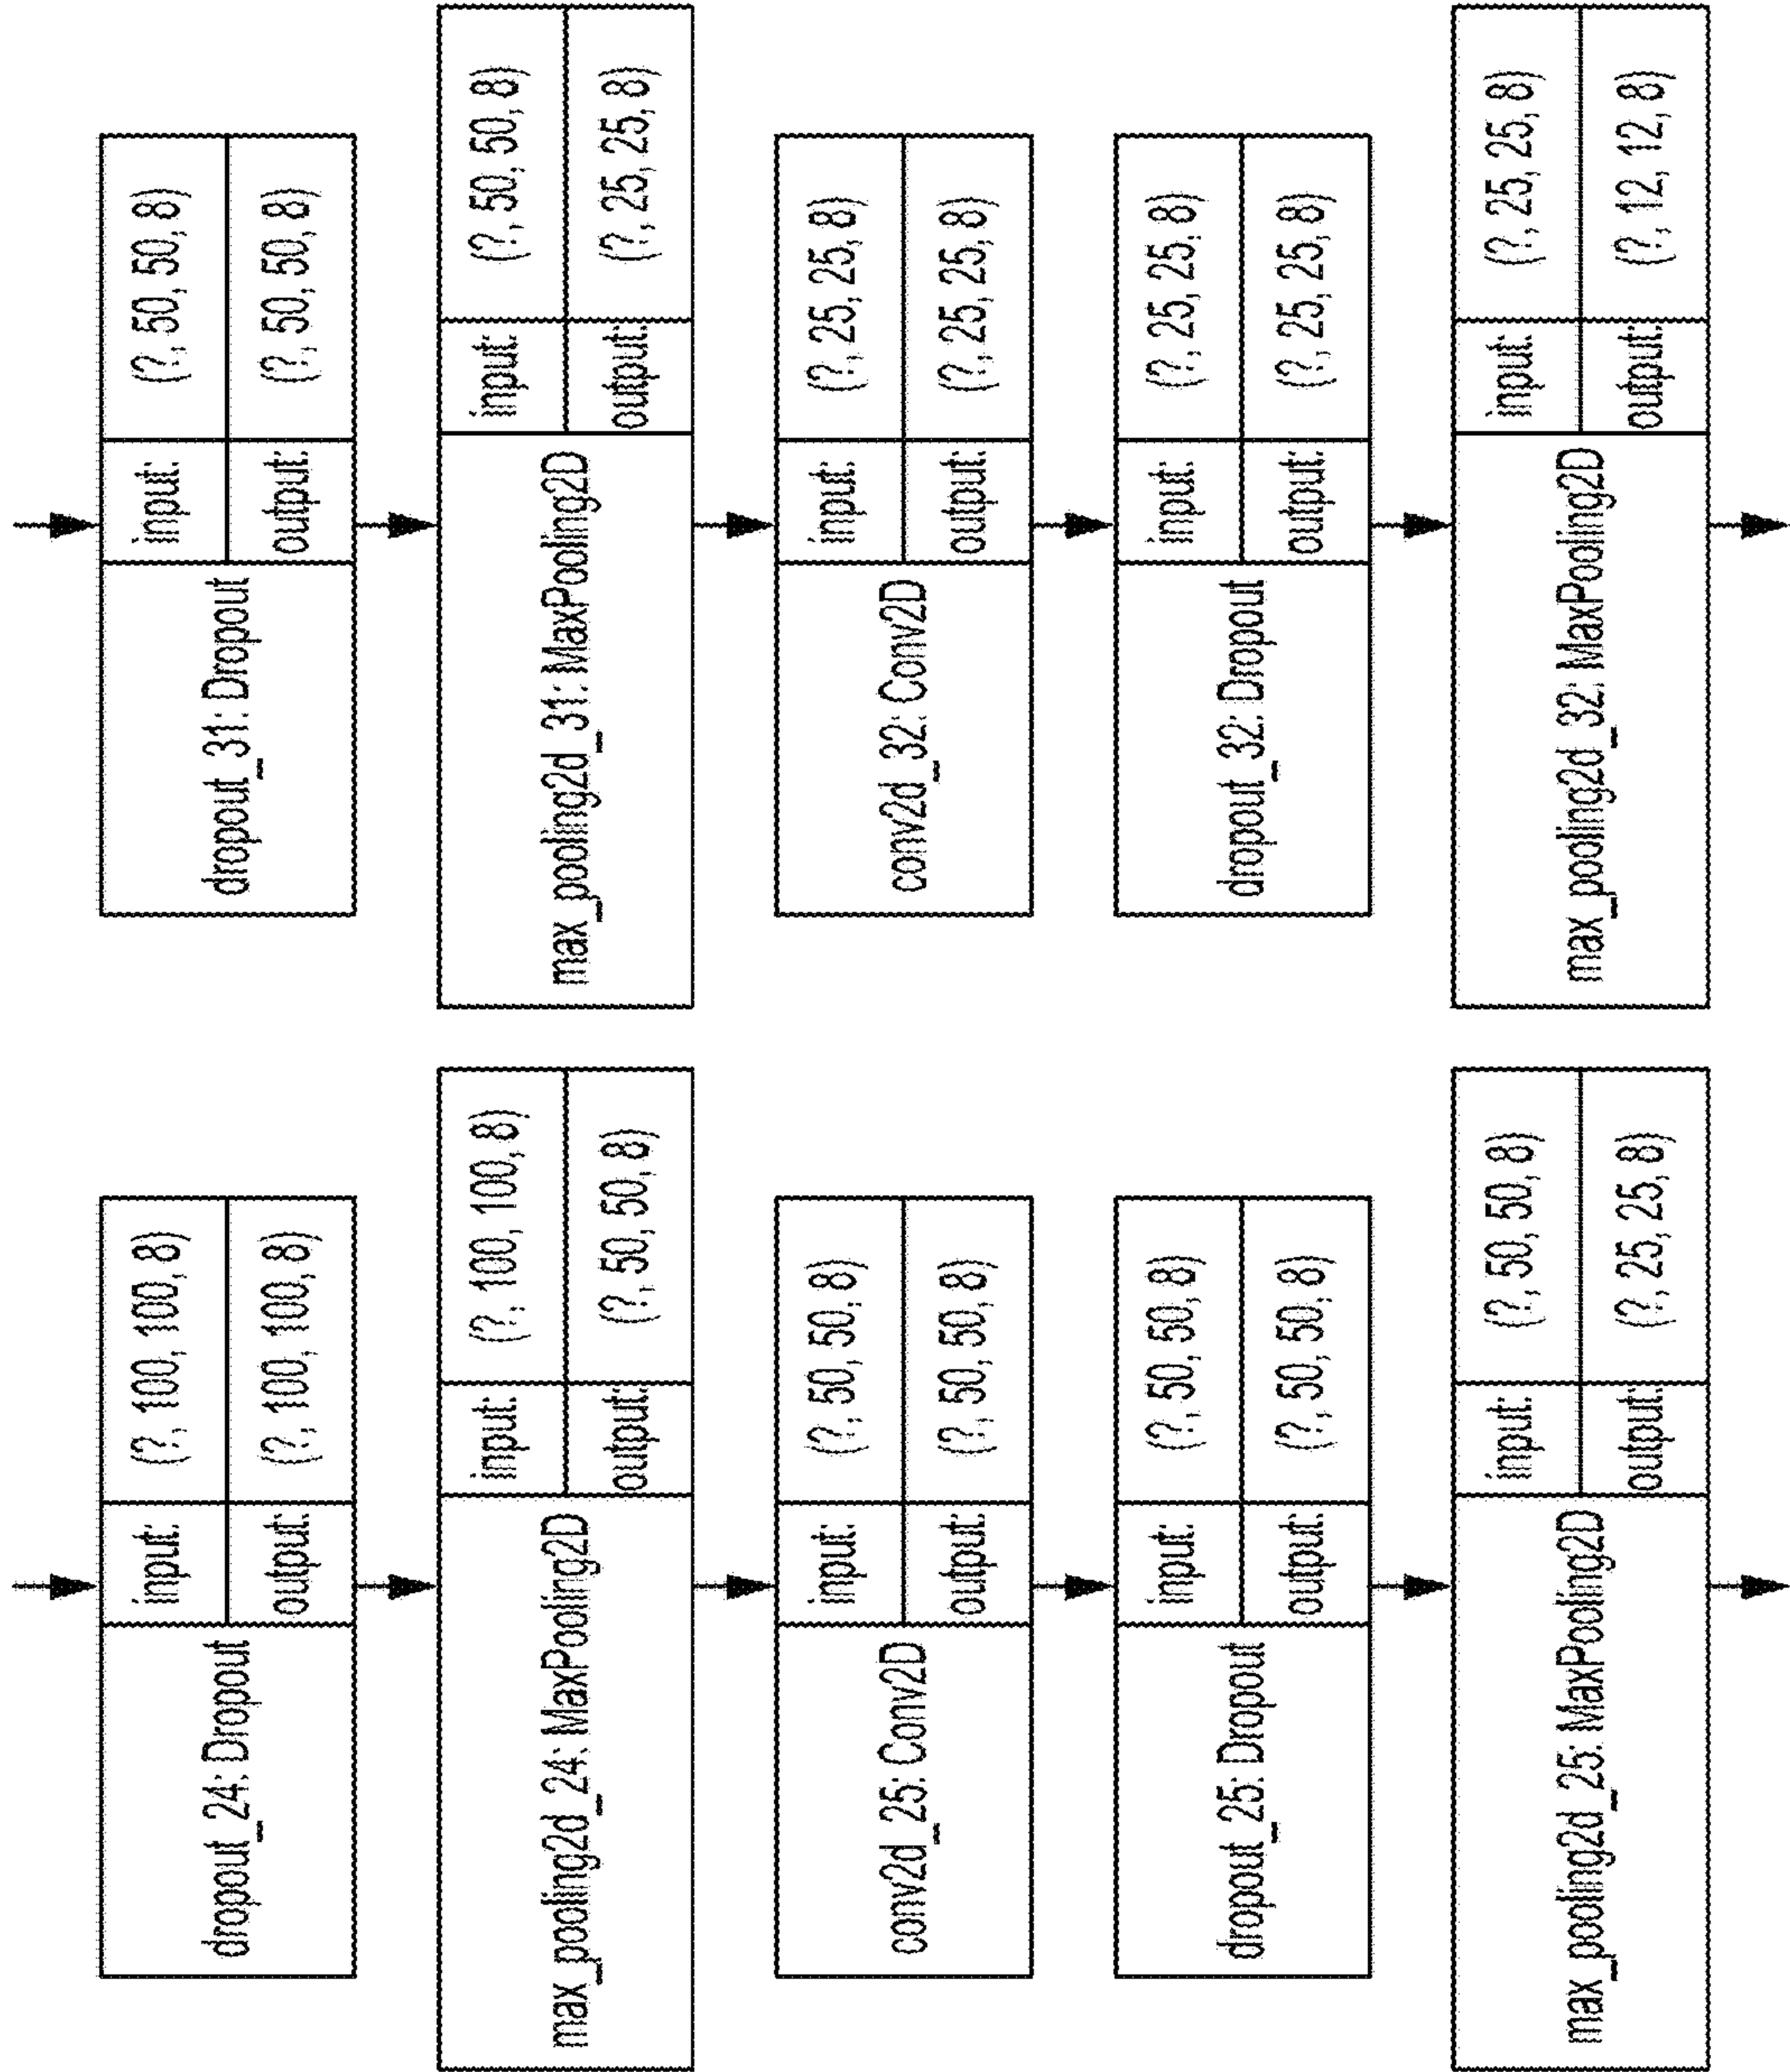 dropout_24: Dropout
input:
(?, 100, 100, 8)
output:
(?, 100, 100, 8)
max_pooling2d_24: MaxPooling2D
input:
(?, 100, 100, 8)
output:
(?, 50, 50, 8)
conv2d_25: Conv2D
input:
(?, 50, 50, 8)
output:
(?, 50, 50, 8)
dropout_25: Dropout
input:
(?, 50, 50, 8)
output:
(?, 50, 50, 8)
max_pooling2d_25: MaxPooling2D
input:
(?, 50, 50, 8)
output:
(?, 25, 25, 8)
dropout_31: Dropout
input:
(?, 50, 50, 8)
output:
(?, 50, 50, 8)
max_pooling2d_31: MaxPooling2D
input:
(?, 50, 50, 8)
output:
(?, 25, 25, 8)
conv2d_32: Conv2D
input:
(?, 25, 25, 8)
output:
(?, 25, 25, 8)
dropout_32: Dropout
input:
(?, 25, 25, 8)
output:
(?, 25, 25, 8)
max_pooling2d_32: MaxPooling2D
input:
(?, 25, 25, 8)
output:
(?, 12, 12, 8)